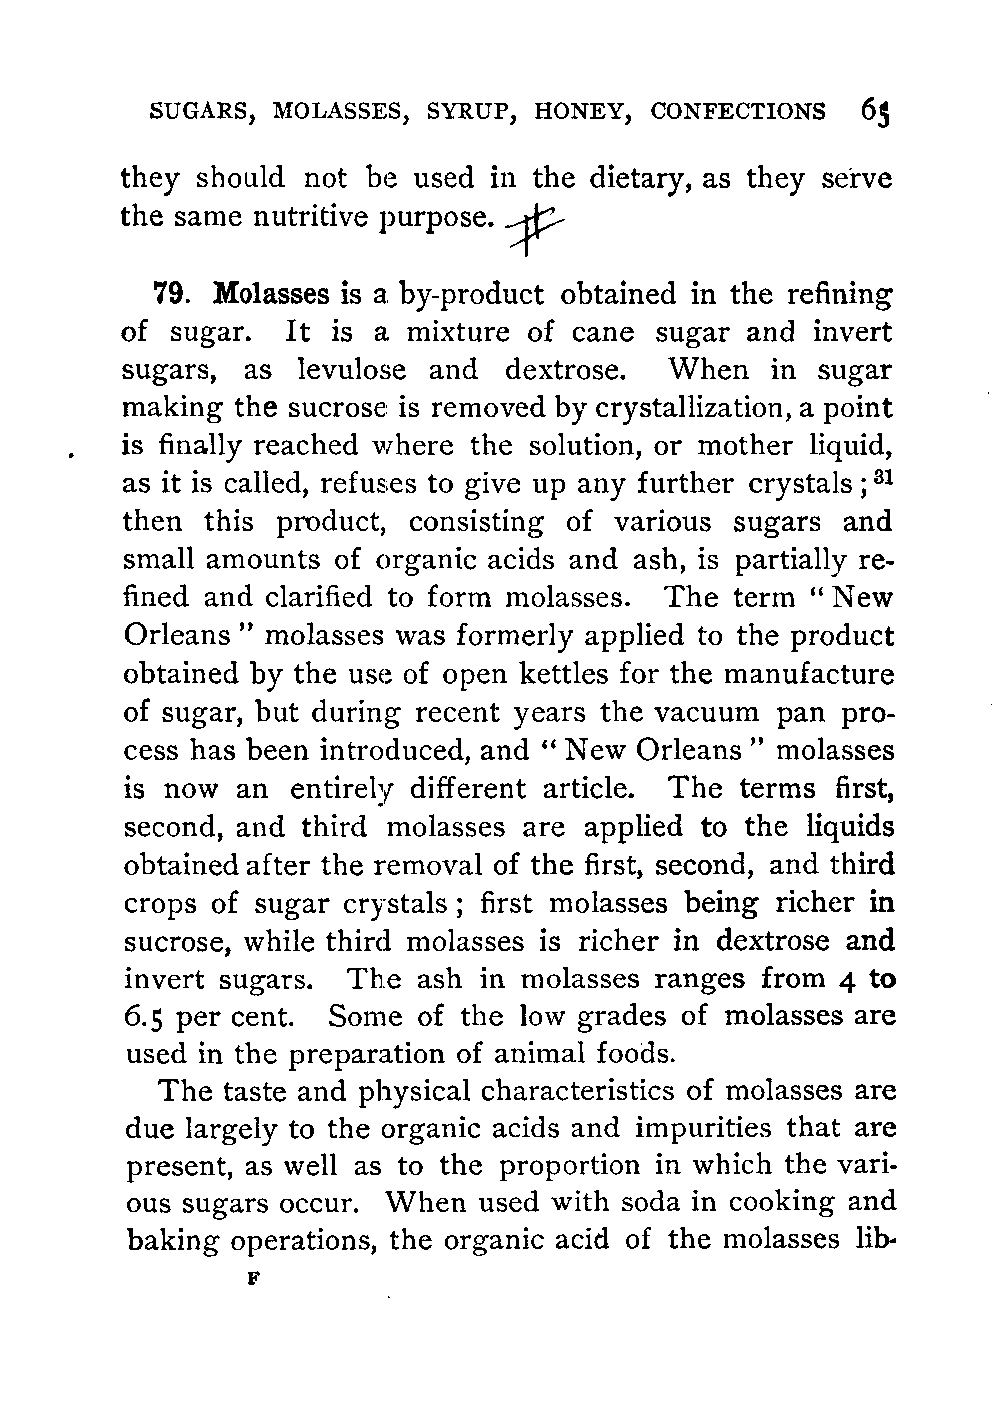 SUGARS, MOLASSES, SYRUP, HONEY, CONFECTIONS 65
they should not be used in the dietary, as they serve
the same nutritive purpose.
79. Molasses is a by-product obtained in the refining
of sugar. It is a mixture of cane sugar and invert
sugars, as levulose and dextrose. When in sugar
making the sucrose is removed by crystallization, a point
is finally reached where the solution, or mother liquid,
as it is called, refuses to give up any further crystals ;³¹
then this product, consisting of various sugars and
small amounts of organic acids and ash, is partially re-
fined and clarified to form molasses. The term " New
Orleans " molasses was formerly applied to the product
obtained by the use of open kettles for the manufacture
of sugar, but during recent years the vacuum pan pro-
cess has been introduced, and " New Orleans " molasses
is now an entirely different article. The terms first,
second, and third molasses are applied to the liquids
obtained after the removal of the first, second, and third
crops of sugar crystals ; first molasses being richer in
sucrose, while third molasses is richer in dextrose and
invert sugars. The ash in molasses ranges from 4 to
6.5 per cent. Some of the low grades of molasses are
used in the preparation of animal foods.
The taste and physical characteristics of molasses are
due largely to the organic acids and impurities that are
present, as well as to the proportion in which the vari-
ous sugars occur. When used with soda in cooking and
baking operations, the organic acid of the molasses lib-
F